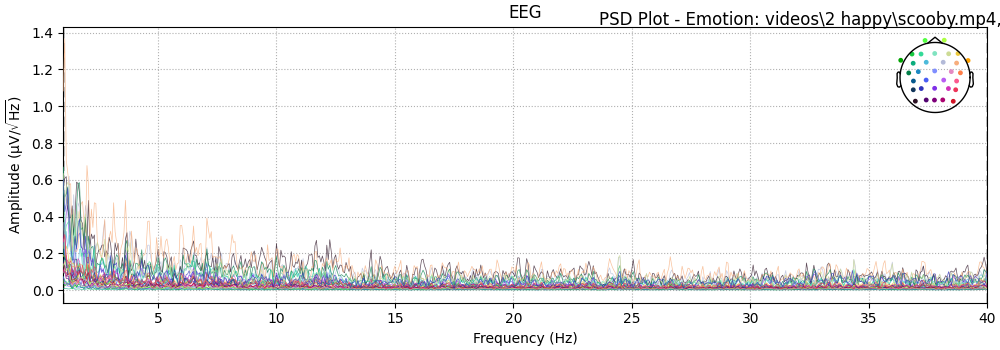 EEG
PSD Plot - Emotion: videos\2 happy\scooby.mp4,
1.4
1.2
1.0
0.8
0.6
0.4
0.2
0.0
Amplitude (µV/√Hz)
5 10 15 20 25 30 35 40
Frequency (Hz)